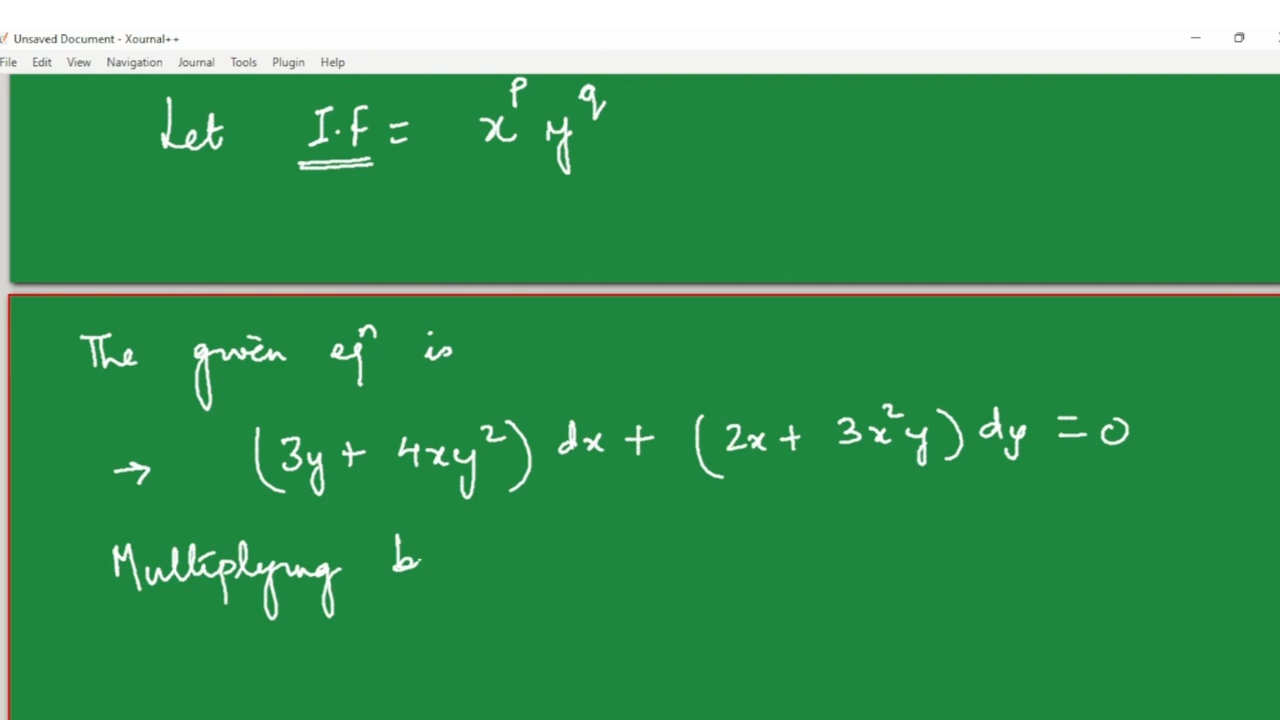 Unsaved Document - Xournal++
File Edit View Navigation Journal Tools Plugin Help
Let I.F = x^p y^q
The given eqⁿ is
→ (3y + 4xy²) dx + (2x + 3x²y) dy = 0
Multiplying b